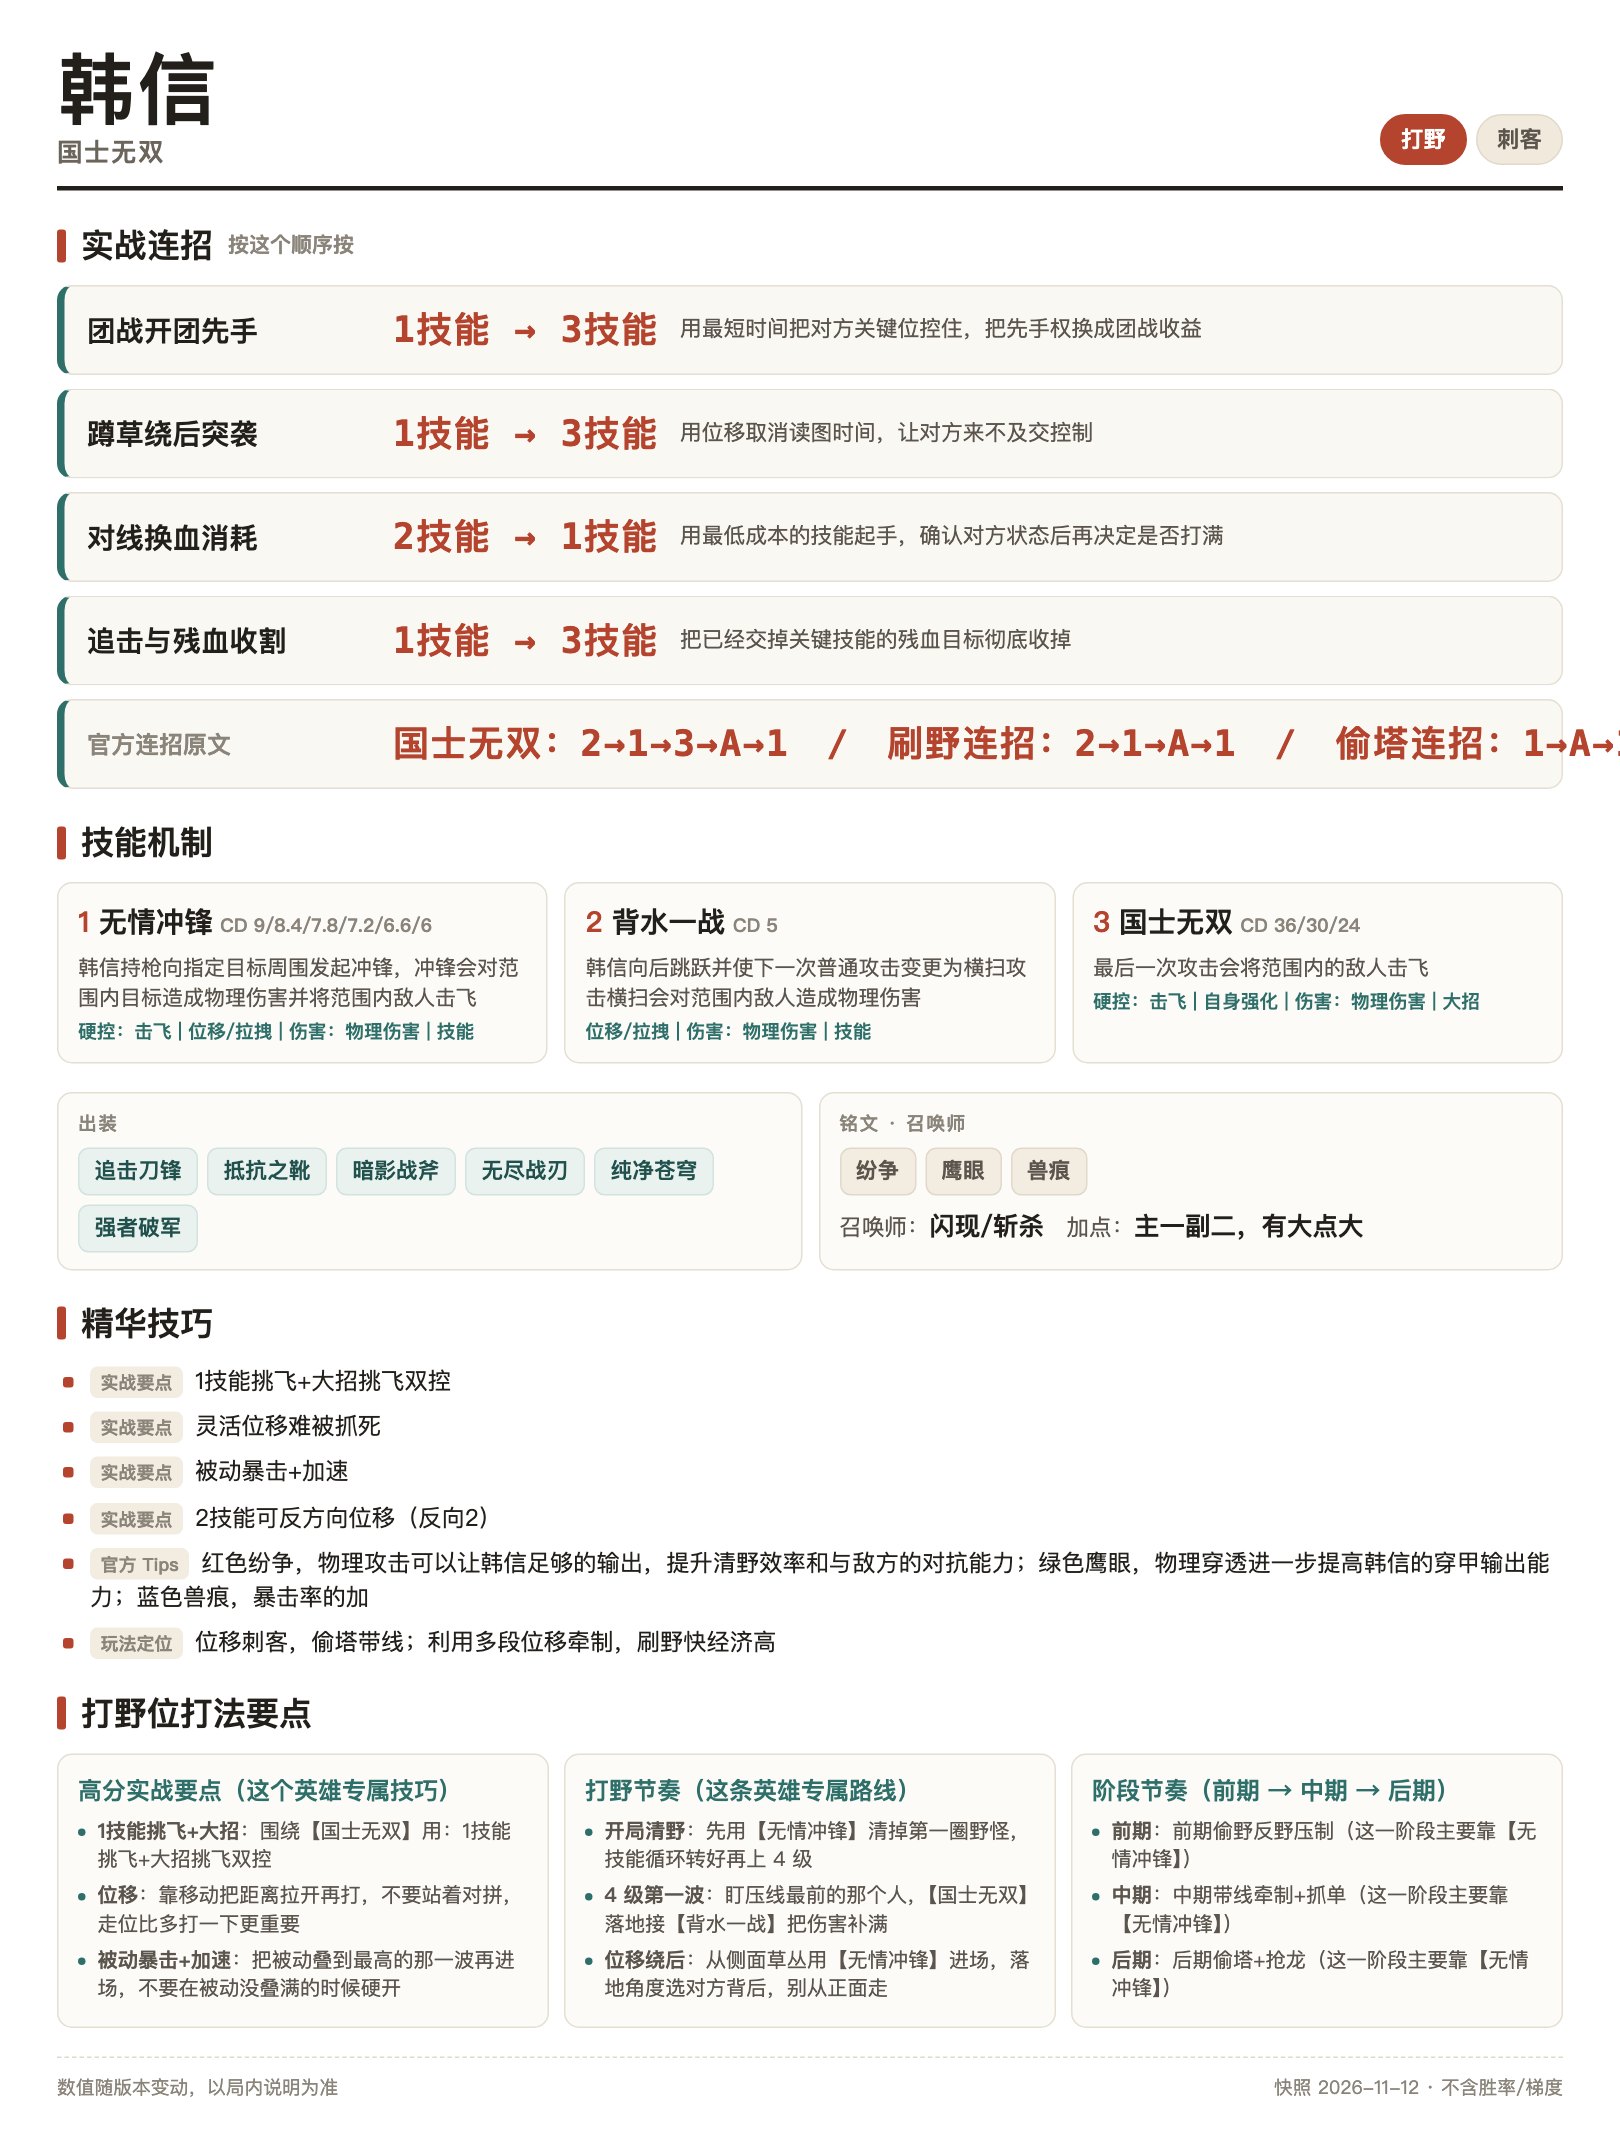 韩信
国士无双
打野 刺客
实战连招 按这个顺序按
团战开团先手 1技能 → 3技能 用最短时间把对方关键位控住，把先手权换成团战收益
蹲草绕后突袭 1技能 → 3技能 用位移取消读图时间，让对方来不及交控制
对线换血消耗 2技能 → 1技能 用最低成本的技能起手，确认对方状态后再决定是否打满
追击与残血收割 1技能 → 3技能 把已经交掉关键技能的残血目标彻底收掉
官方连招原文 国士无双：2→1→3→A→1 / 刷野连招：2→1→A→1 / 偷塔连招：1→A→
技能机制
1 无情冲锋 CD 9/8.4/7.8/7.2/6.6/6
韩信持枪向指定目标周围发起冲锋，冲锋会对范
围内目标造成物理伤害并将范围内敌人击飞
硬控：击飞 | 位移/拉拽 | 伤害：物理伤害 | 技能
2 背水一战 CD 5
韩信向后跳跃并使下一次普通攻击变更为横扫攻
击横扫会对范围内敌人造成物理伤害
位移/拉拽 | 伤害：物理伤害 | 技能
3 国士无双 CD 36/30/24
最后一次攻击会将范围内的敌人击飞
硬控：击飞 | 自身强化 | 伤害：物理伤害 | 大招
出装
追击刀锋 抵抗之靴 暗影战斧 无尽战刃 纯净苍穹
强者破军
铭文 · 召唤师
纷争 鹰眼 兽痕
召唤师：闪现/斩杀 加点：主一副二，有大点大
精华技巧
实战要点 1技能挑飞+大招挑飞双控
实战要点 灵活位移难被抓死
实战要点 被动暴击+加速
实战要点 2技能可反方向位移（反向2）
官方 Tips 红色纷争，物理攻击可以让韩信足够的输出，提升清野效率和与敌方的对抗能力；绿色鹰眼，物理穿透进一步提高韩信的穿甲输出能
力；蓝色兽痕，暴击率的加
玩法定位 位移刺客，偷塔带线；利用多段位移牵制，刷野快经济高
打野位打法要点
高分实战要点（这个英雄专属技巧）
1技能挑飞+大招：围绕【国士无双】用：1技能
挑飞+大招挑飞双控
位移：靠移动把距离拉开再打，不要站着对拼，
走位比多打一下更重要
被动暴击+加速：把被动叠到最高的那一波再进
场，不要在被动没叠满的时候硬开
打野节奏（这条英雄专属路线）
开局清野：先用【无情冲锋】清掉第一圈野怪，
技能循环转好再上 4 级
4 级第一波：盯压线最前的那个人，【国士无双】
落地接【背水一战】把伤害补满
位移绕后：从侧面草丛用【无情冲锋】进场，落
地角度选对方背后，别从正面走
阶段节奏（前期 → 中期 → 后期）
前期：前期偷野反野压制（这一阶段主要靠【无
情冲锋】）
中期：中期带线牵制+抓单（这一阶段主要靠
【无情冲锋】）
后期：后期偷塔+抢龙（这一阶段主要靠【无情
冲锋】）
数值随版本变动，以局内说明为准
快照 2026-11-12 · 不含胜率/梯度